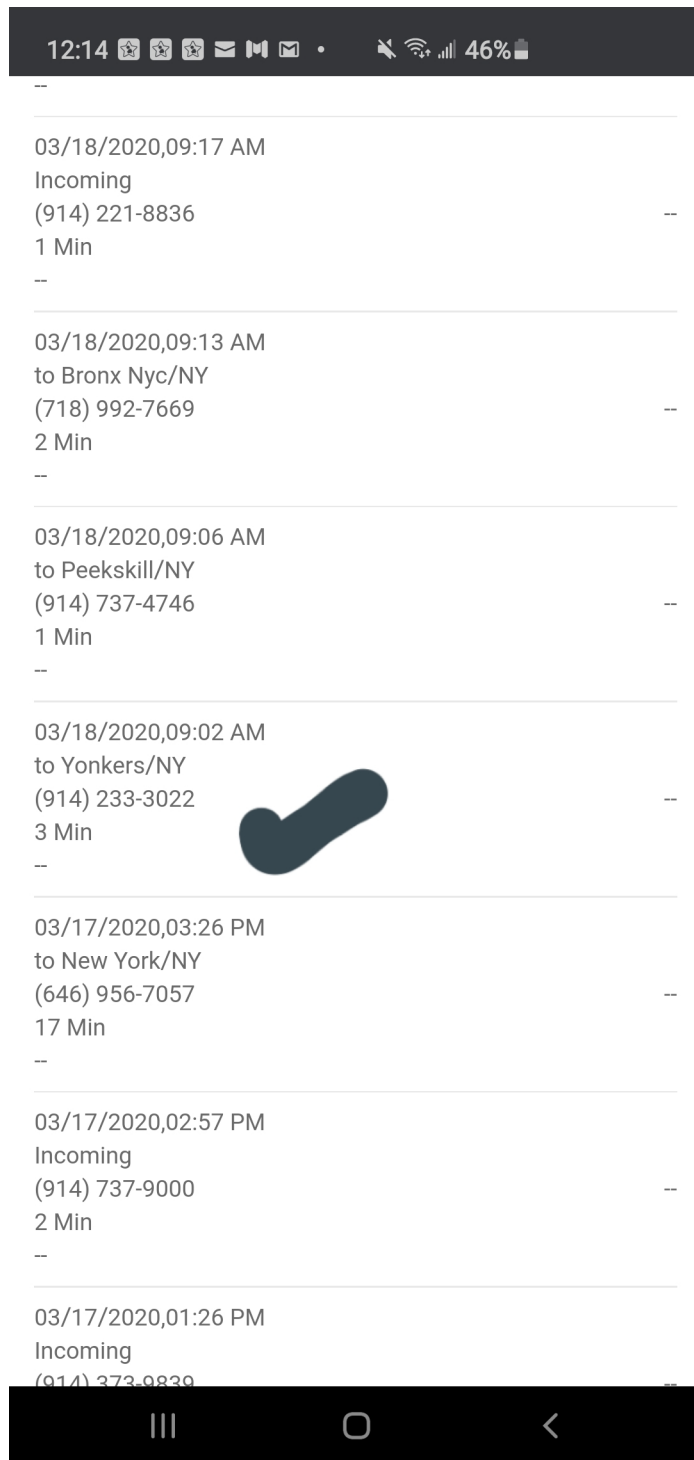 12:14 46%
--
03/18/2020,09:17 AM
Incoming
(914) 221-8836 --
1 Min
--
03/18/2020,09:13 AM
to Bronx Nyc/NY
(718) 992-7669 --
2 Min
--
03/18/2020,09:06 AM
to Peekskill/NY
(914) 737-4746 --
1 Min
--
03/18/2020,09:02 AM
to Yonkers/NY
(914) 233-3022 --
3 Min
--
03/17/2020,03:26 PM
to New York/NY
(646) 956-7057 --
17 Min
--
03/17/2020,02:57 PM
Incoming
(914) 737-9000 --
2 Min
--
03/17/2020,01:26 PM
Incoming
(914) 373-9839 --